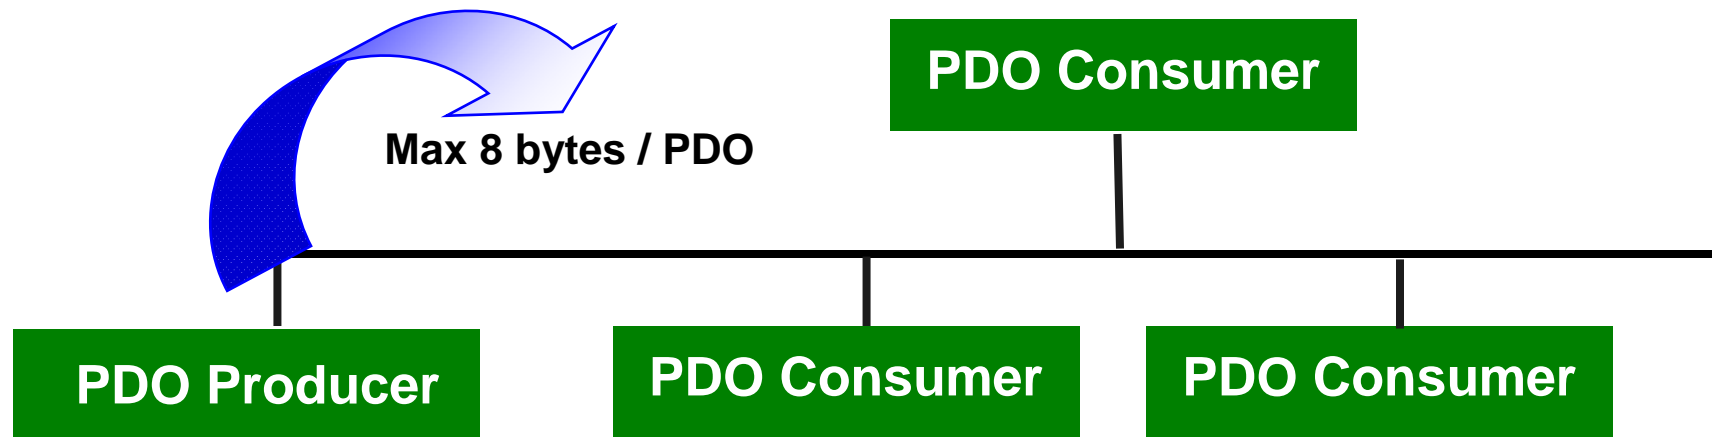 PDO Consumer
Max 8 bytes / PDO
PDO Producer
PDO Consumer
PDO Consumer